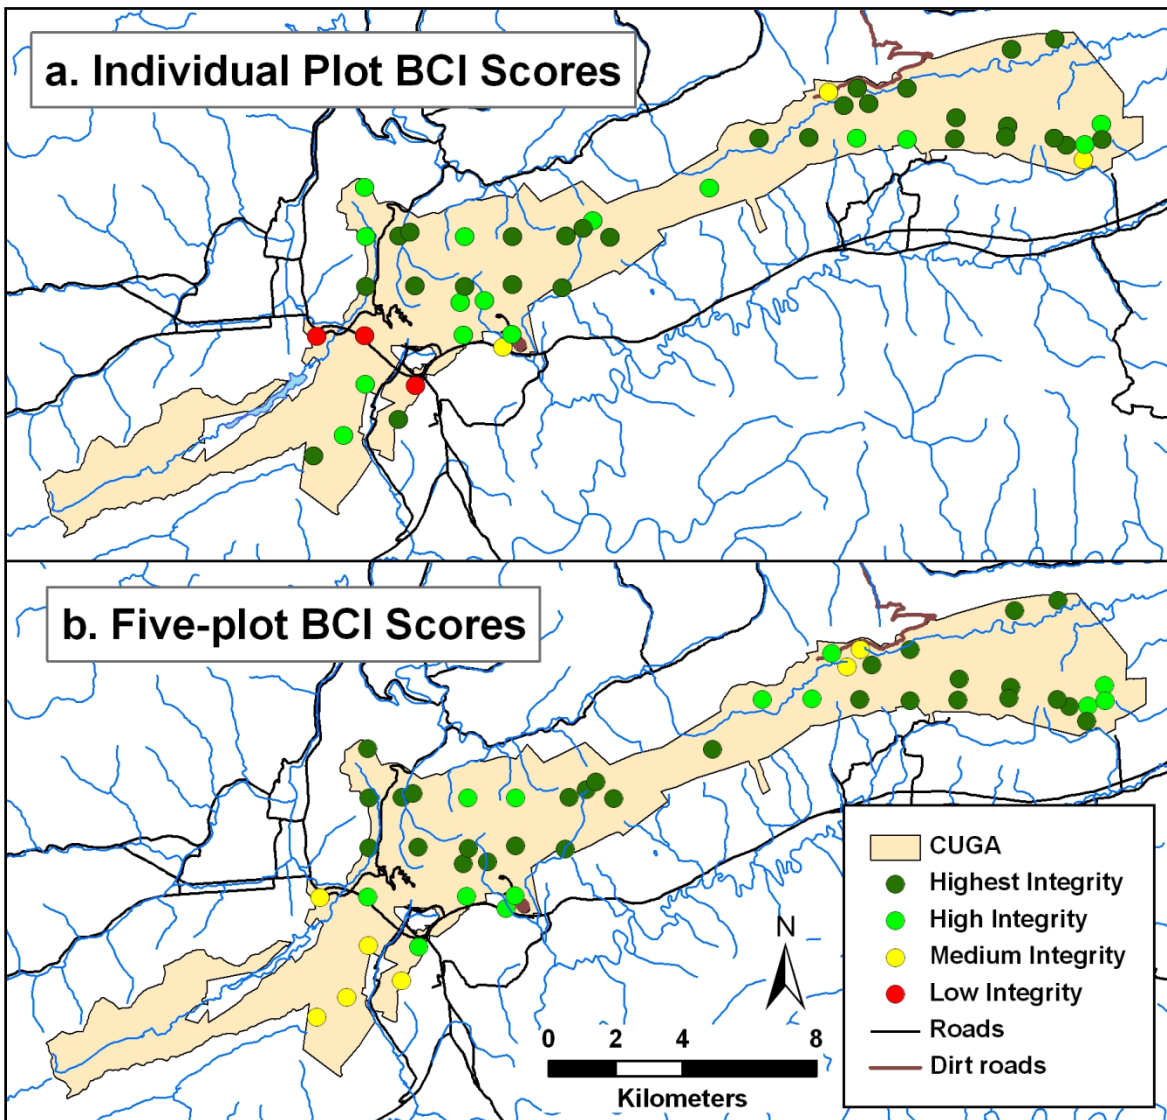 a. Individual Plot BCI Scores
b. Five-plot BCI Scores
CUGA
Highest Integrity
High Integrity
Medium Integrity
Low Integrity
Roads
Dirt roads
N
0 2 4 8
Kilometers